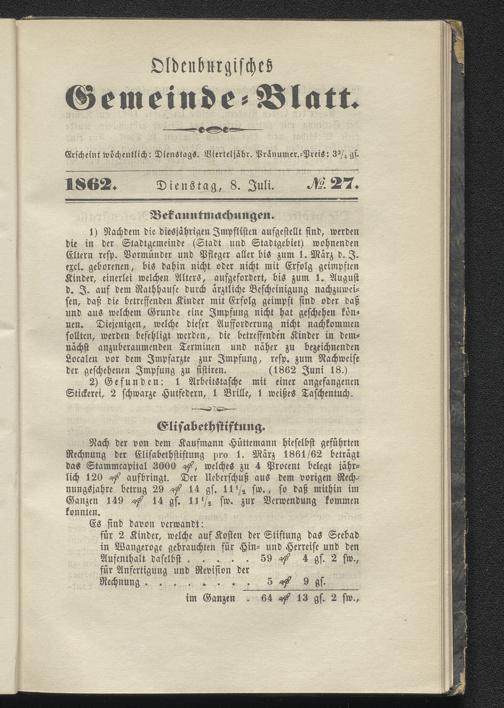 Oldenburgisches
Gemeinde-Blatt.
Erscheint wöchentlich: Dienstags. Vierteljähr. Pränumer.-Preis: 3¾ gs.
1862. Dienstag, 8. Juli. №. 27.
Bekanntmachungen.
1) Nachdem die diesjährigen Impflisten aufgestellt sind, werden
die in der Stadtgemeinde (Stadt und Stadtgebiet) wohnenden
Eltern resp. Vormünder und Pfleger aller bis zum 1. März d. J.
excl. geborenen, bis dahin nicht oder nicht mit Erfolg geimpften
Kinder, einerlei welchen Alters, aufgefordert, bis zum 1. August
d. J. auf dem Rathhause durch ärztliche Bescheinigung nachzuwei-
sen, daß die betreffenden Kinder mit Erfolg geimpft sind oder daß
und aus welchem Grunde eine Impfung nicht hat geschehen kön-
nen. Diejenigen, welche dieser Aufforderung nicht nachkommen
sollten, werden befehligt werden, die betreffenden Kinder in dem-
nächst anzuberaumenden Terminen und näher zu bezeichnenden
Localen vor dem Impfarzte zur Impfung, resp. zum Nachweise
der geschehenen Impfung zu sistiren. (1862 Juni 18.)
2) Gefunden: 1 Arbeitstasche mit einer angefangenen
Stickerei, 2 schwarze Hutfedern, 1 Brille, 1 weißes Taschentuch.
Elisabethstiftung.
Nach der von dem Kaufmann Hüttemann hieselbst geführten
Rechnung der Elisabethstiftung pro 1. März 1861/62 beträgt
das Stammcapital 3000 ₰, welches zu 4 Procent belegt jähr-
lich 120 ₰ aufbringt. Der Ueberschuß aus dem vorigen Rech-
nungsjahre betrug 29 ₰ 14 gs. 11½ sw., so daß mithin im
Ganzen 149 ₰ 14 gs. 11½ sw. zur Verwendung kommen
konnten.
Es sind davon verwandt:
für 2 Kinder, welche auf Kosten der Stiftung das Seebad
in Wangeroge gebrauchten für Hin- und Herreise und den
Aufenthalt daselbst . . . . . 59 ₰ 4 gs. 2 sw.,
für Anfertigung und Revision der
Rechnung . . . . . . . 5 ₰ 9 gs.
im Ganzen . 64 ₰ 13 gs. 2 sw.,